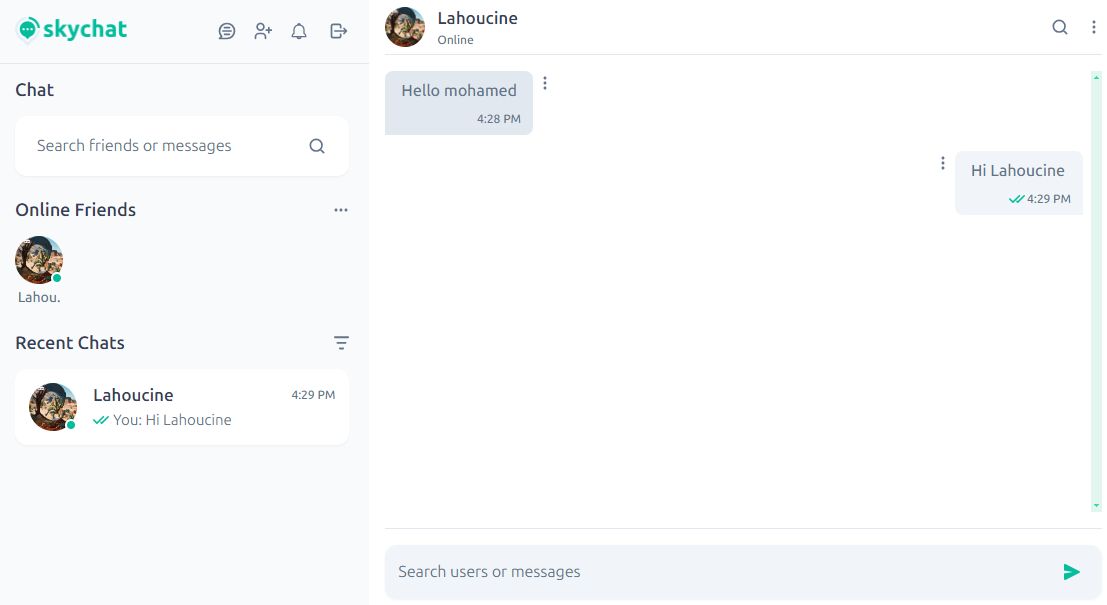 skychat
Chat
Search friends or messages
Online Friends
Lahou.
Recent Chats
Lahoucine
4:29 PM
You: Hi Lahoucine
Lahoucine
Online
Hello mohamed
4:28 PM
Hi Lahoucine
4:29 PM
Search users or messages